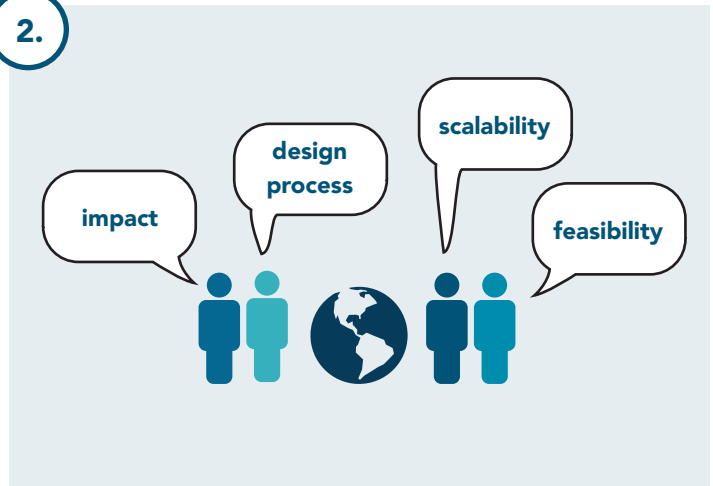 2.
impact
design
process
scalability
feasibility